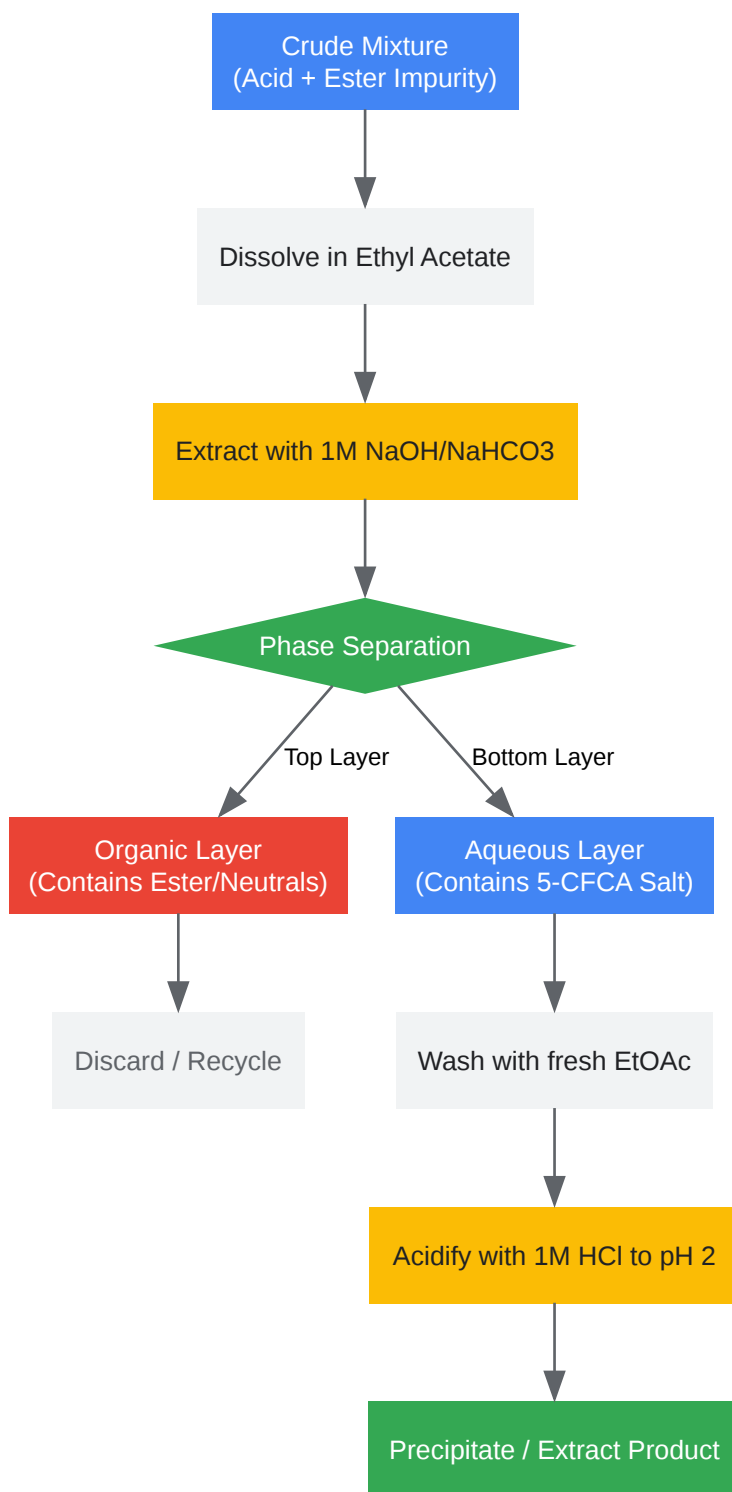 Crude Mixture
(Acid + Ester Impurity)
Dissolve in Ethyl Acetate
Extract with 1M NaOH/NaHCO3
Phase Separation
Top Layer
Bottom Layer
Organic Layer
(Contains Ester/Neutrals)
Aqueous Layer
(Contains 5-CFCA Salt)
Discard / Recycle
Wash with fresh EtOAc
Acidify with 1M HCl to pH 2
Precipitate / Extract Product